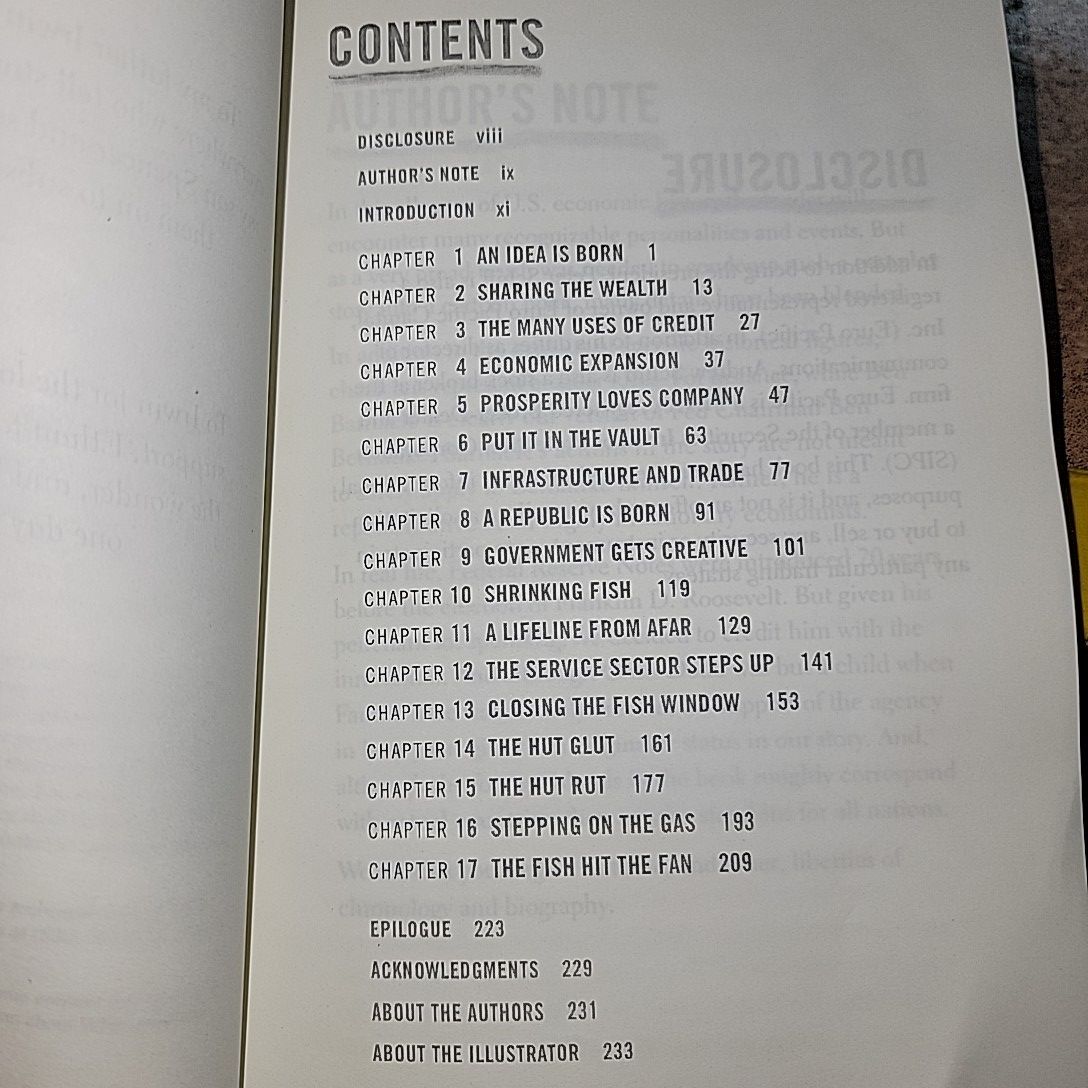 CONTENTS
DISCLOSURE viii
AUTHOR'S NOTE ix
INTRODUCTION xi
CHAPTER 1 AN IDEA IS BORN 1
CHAPTER 2 SHARING THE WEALTH 13
CHAPTER 3 THE MANY USES OF CREDIT 27
CHAPTER 4 ECONOMIC EXPANSION 37
CHAPTER 5 PROSPERITY LOVES COMPANY 47
CHAPTER 6 PUT IT IN THE VAULT 63
CHAPTER 7 INFRASTRUCTURE AND TRADE 77
CHAPTER 8 A REPUBLIC IS BORN 91
CHAPTER 9 GOVERNMENT GETS CREATIVE 101
CHAPTER 10 SHRINKING FISH 119
CHAPTER 11 A LIFELINE FROM AFAR 129
CHAPTER 12 THE SERVICE SECTOR STEPS UP 141
CHAPTER 13 CLOSING THE FISH WINDOW 153
CHAPTER 14 THE HUT GLUT 161
CHAPTER 15 THE HUT RUT 177
CHAPTER 16 STEPPING ON THE GAS 193
CHAPTER 17 THE FISH HIT THE FAN 209
EPILOGUE 223
ACKNOWLEDGMENTS 229
ABOUT THE AUTHORS 231
ABOUT THE ILLUSTRATOR 233